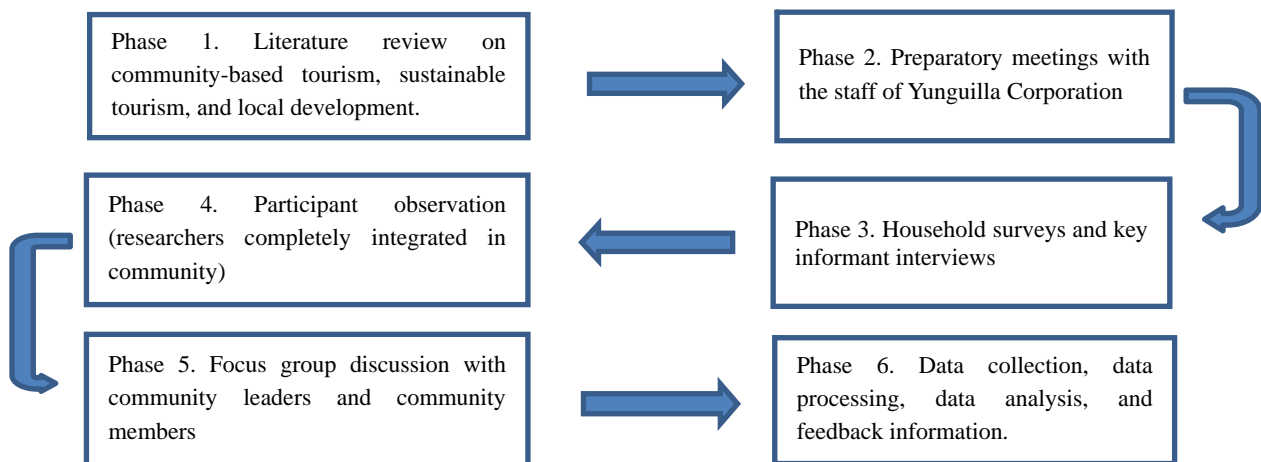 Phase 1. Literature review on
community-based tourism, sustainable
tourism, and local development.
Phase 2. Preparatory meetings with
the staff of Yunguilla Corporation
Phase 3. Household surveys and key
informant interviews
Phase 4. Participant observation
(researchers completely integrated in
community)
Phase 5. Focus group discussion with
community leaders and community
members
Phase 6. Data collection, data
processing, data analysis, and
feedback information.